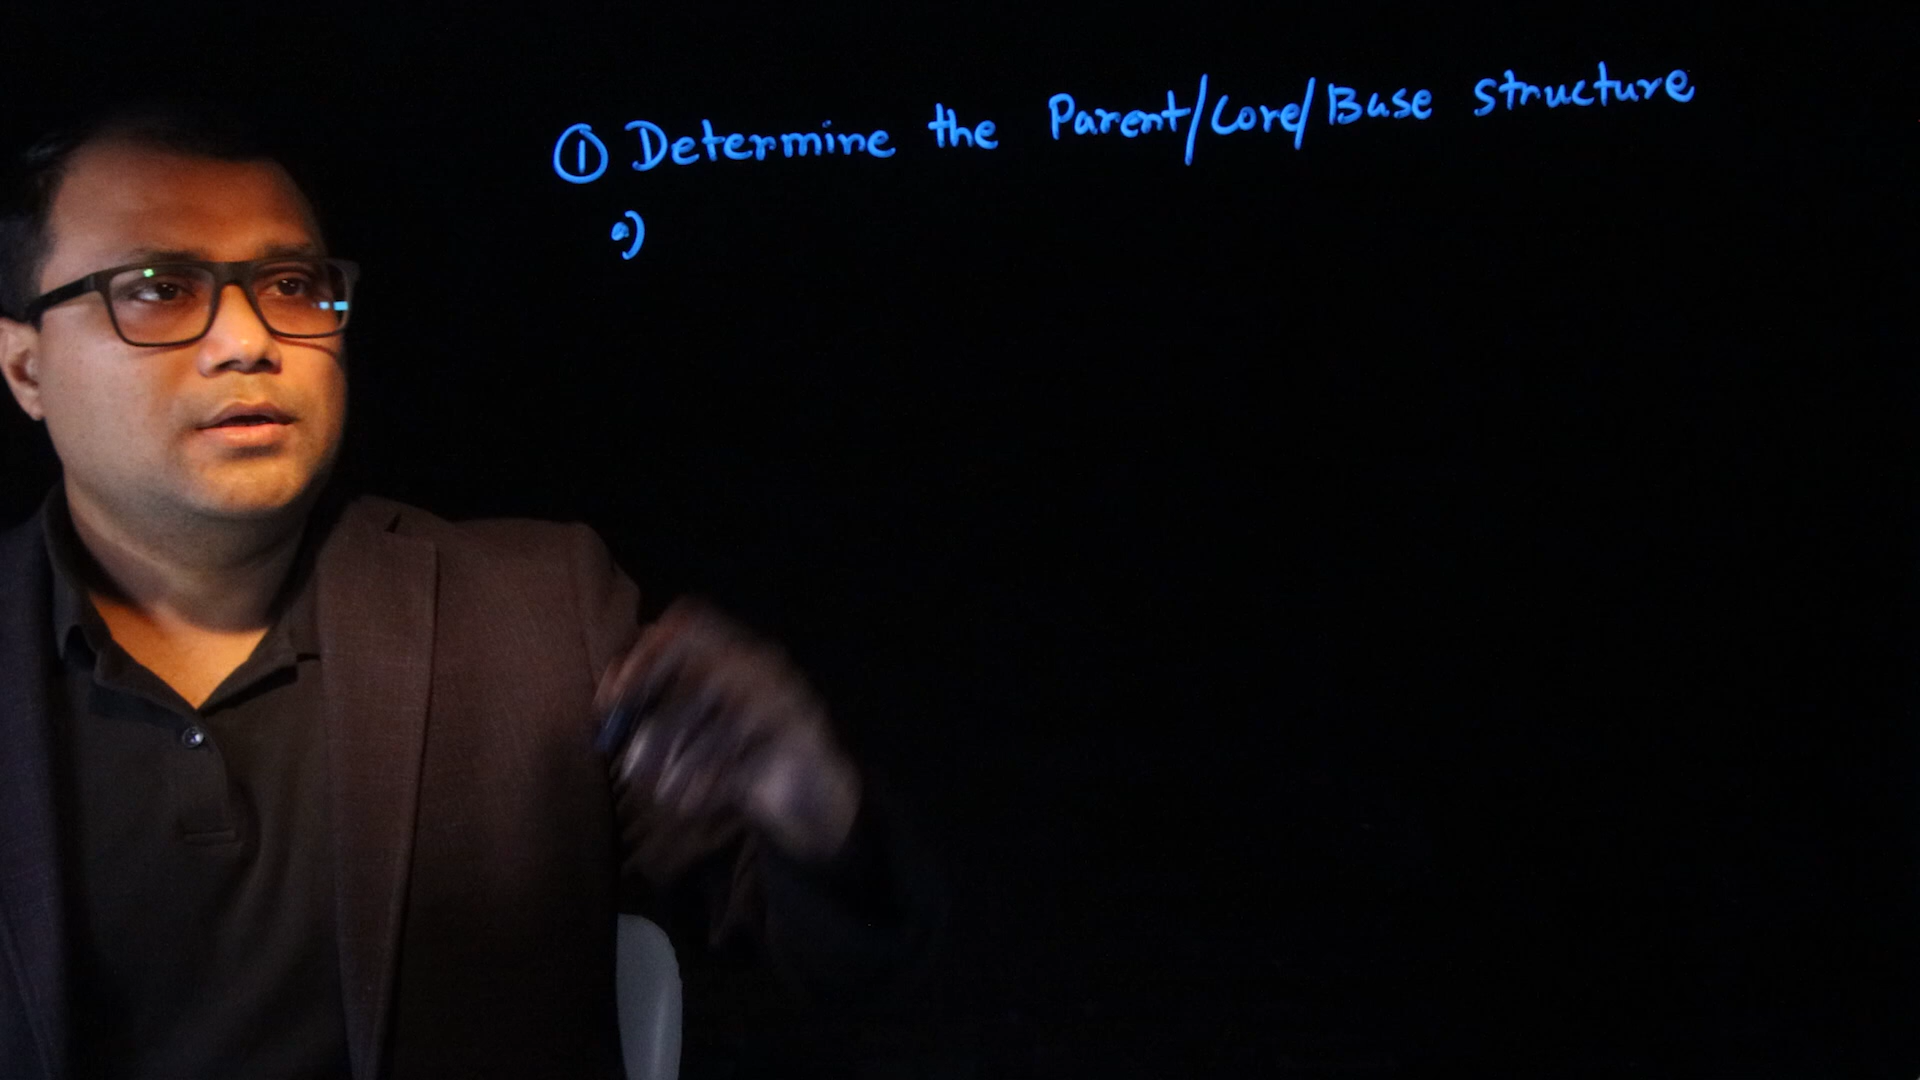 ① Determine the Parent/Core/Base structure
a)